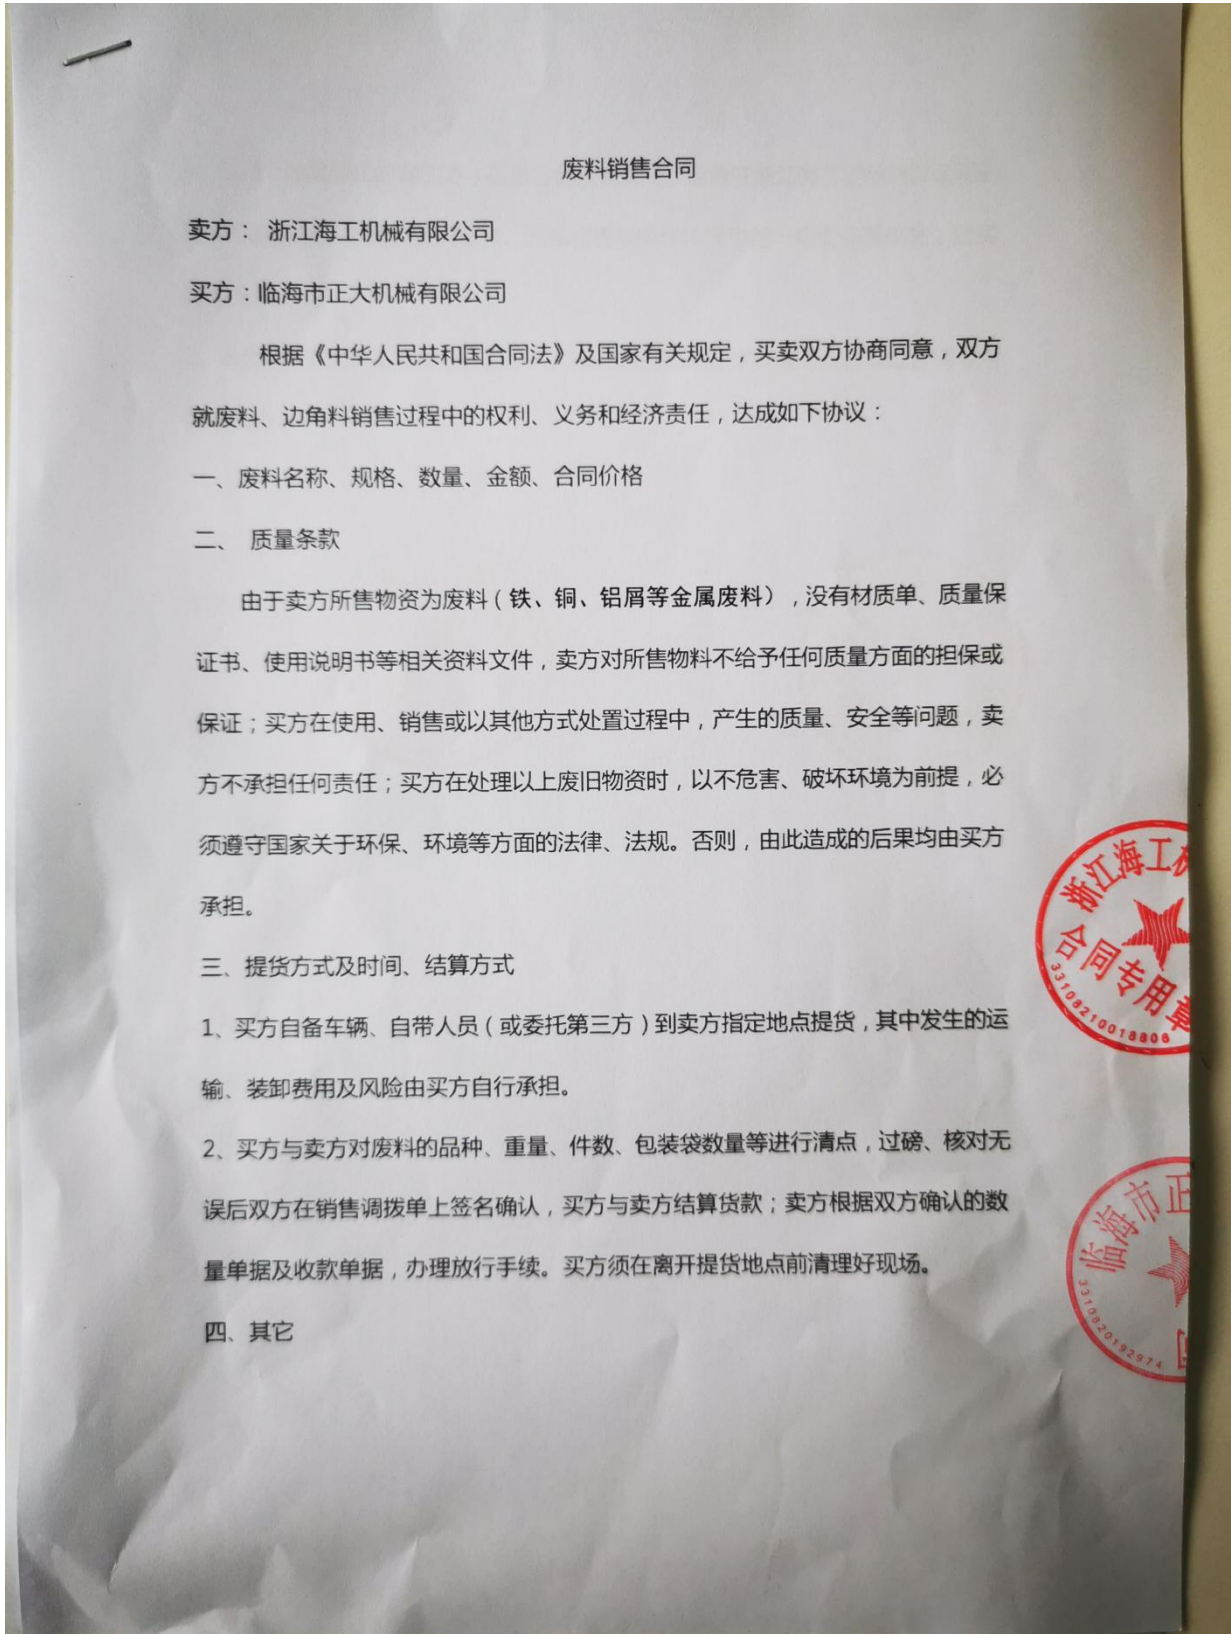 废料销售合同
卖方： 浙江海工机械有限公司
买方：临海市正大机械有限公司
根据《中华人民共和国合同法》及国家有关规定，买卖双方协商同意，双方
就废料、边角料销售过程中的权利、义务和经济责任，达成如下协议：
一、废料名称、规格、数量、金额、合同价格
二、 质量条款
由于卖方所售物资为废料（铁、铜、铝屑等金属废料），没有材质单、质量保
证书、使用说明书等相关资料文件，卖方对所售物料不给予任何质量方面的担保或
保证；买方在使用、销售或以其他方式处置过程中，产生的质量、安全等问题，卖
方不承担任何责任；买方在处理以上废旧物资时，以不危害、破坏环境为前提，必
须遵守国家关于环保、环境等方面的法律、法规。否则，由此造成的后果均由买方
承担。
三、提货方式及时间、结算方式
1、买方自备车辆、自带人员（或委托第三方）到卖方指定地点提货，其中发生的运
输、装卸费用及风险由买方自行承担。
2、买方与卖方对废料的品种、重量、件数、包装袋数量等进行清点，过磅、核对无
误后双方在销售调拨单上签名确认，买方与卖方结算货款；卖方根据双方确认的数
量单据及收款单据，办理放行手续。买方须在离开提货地点前清理好现场。
四、其它
浙江海工机
合同专用章
33108210018806
临海市正
司
3310820192974